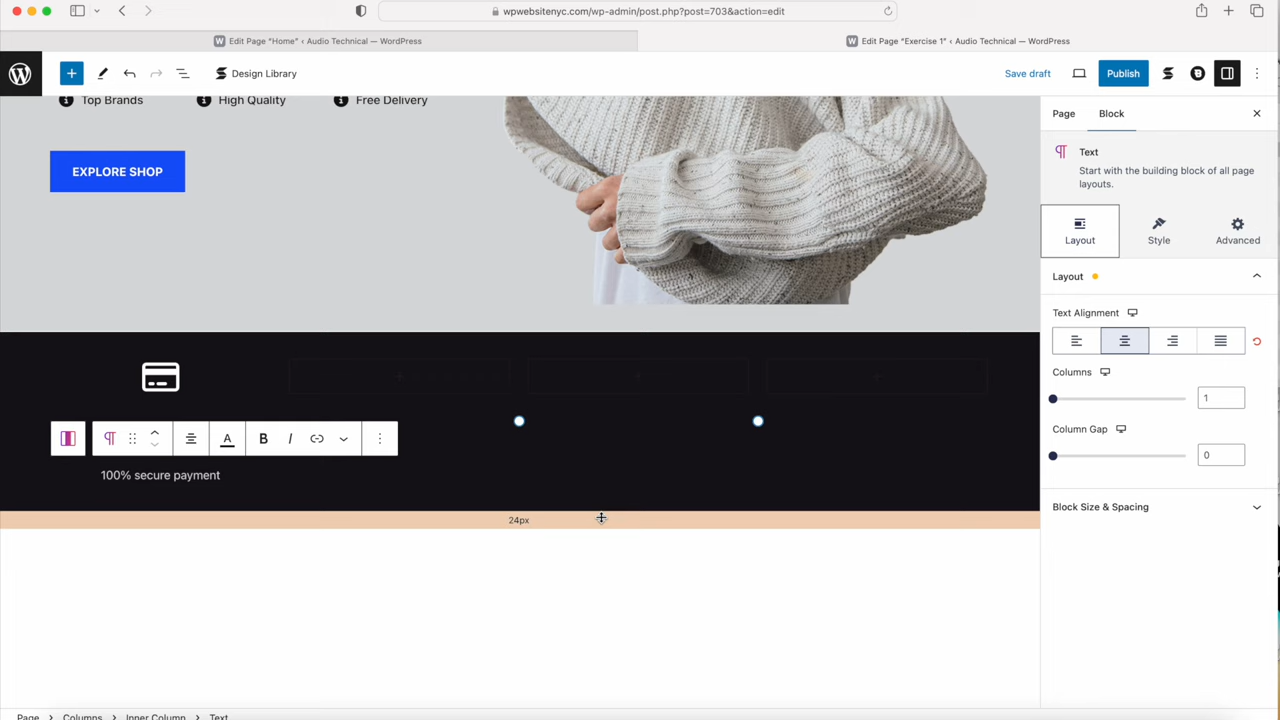 wpwebsitenyc.com/wp-admin/post.php?post=703&action=edit
Edit Page “Home” ‹ Audio Technical — WordPress
Edit Page “Exercise 1” ‹ Audio Technical — WordPress
Design Library
Save draft
Publish
Top Brands
High Quality
Free Delivery
EXPLORE SHOP
Page
Block
Text
Start with the building block of all page
layouts.
Layout
Style
Advanced
Layout
Text Alignment
Columns
1
Column Gap
0
Block Size & Spacing
A
B
I
100% secure payment
24px
Page > Columns > Inner Column > Text